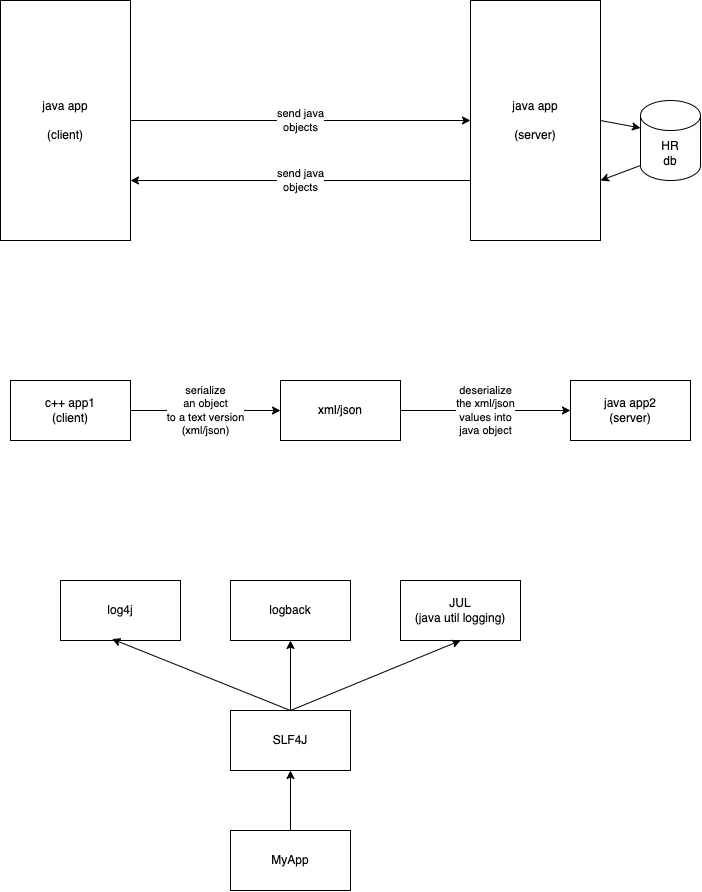 java app
(client)
send java
objects
send java
objects
java app
(server)
HR
db
c++ app1
(client)
serialize
an object
to a text version
(xml/json)
xml/json
deserialize
the xml/json
values into
java object
java app2
(server)
log4j
logback
JUL
(java util logging)
SLF4J
MyApp